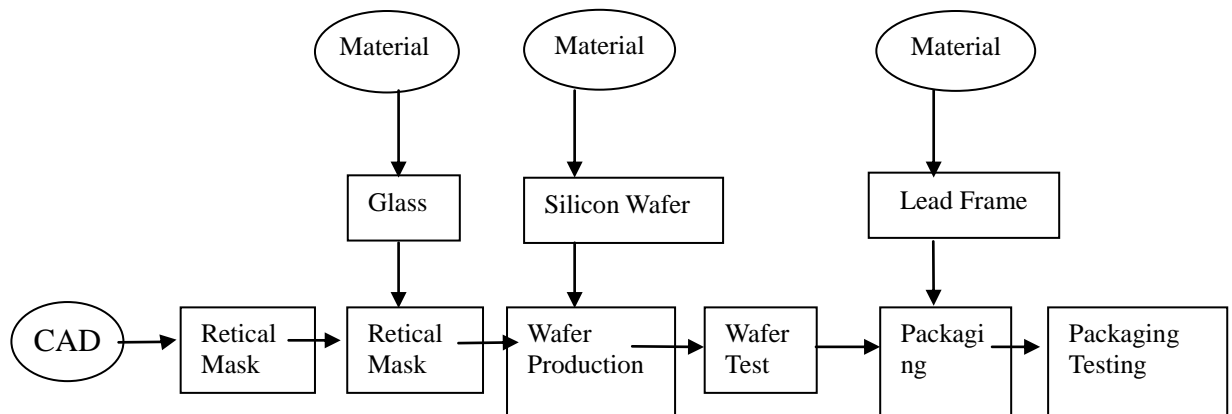 Material
Material
Material
Glass
Silicon Wafer
Lead Frame
CAD
Retical
Mask
Retical
Mask
Wafer
Production
Wafer
Test
Packagi
ng
Packaging
Testing